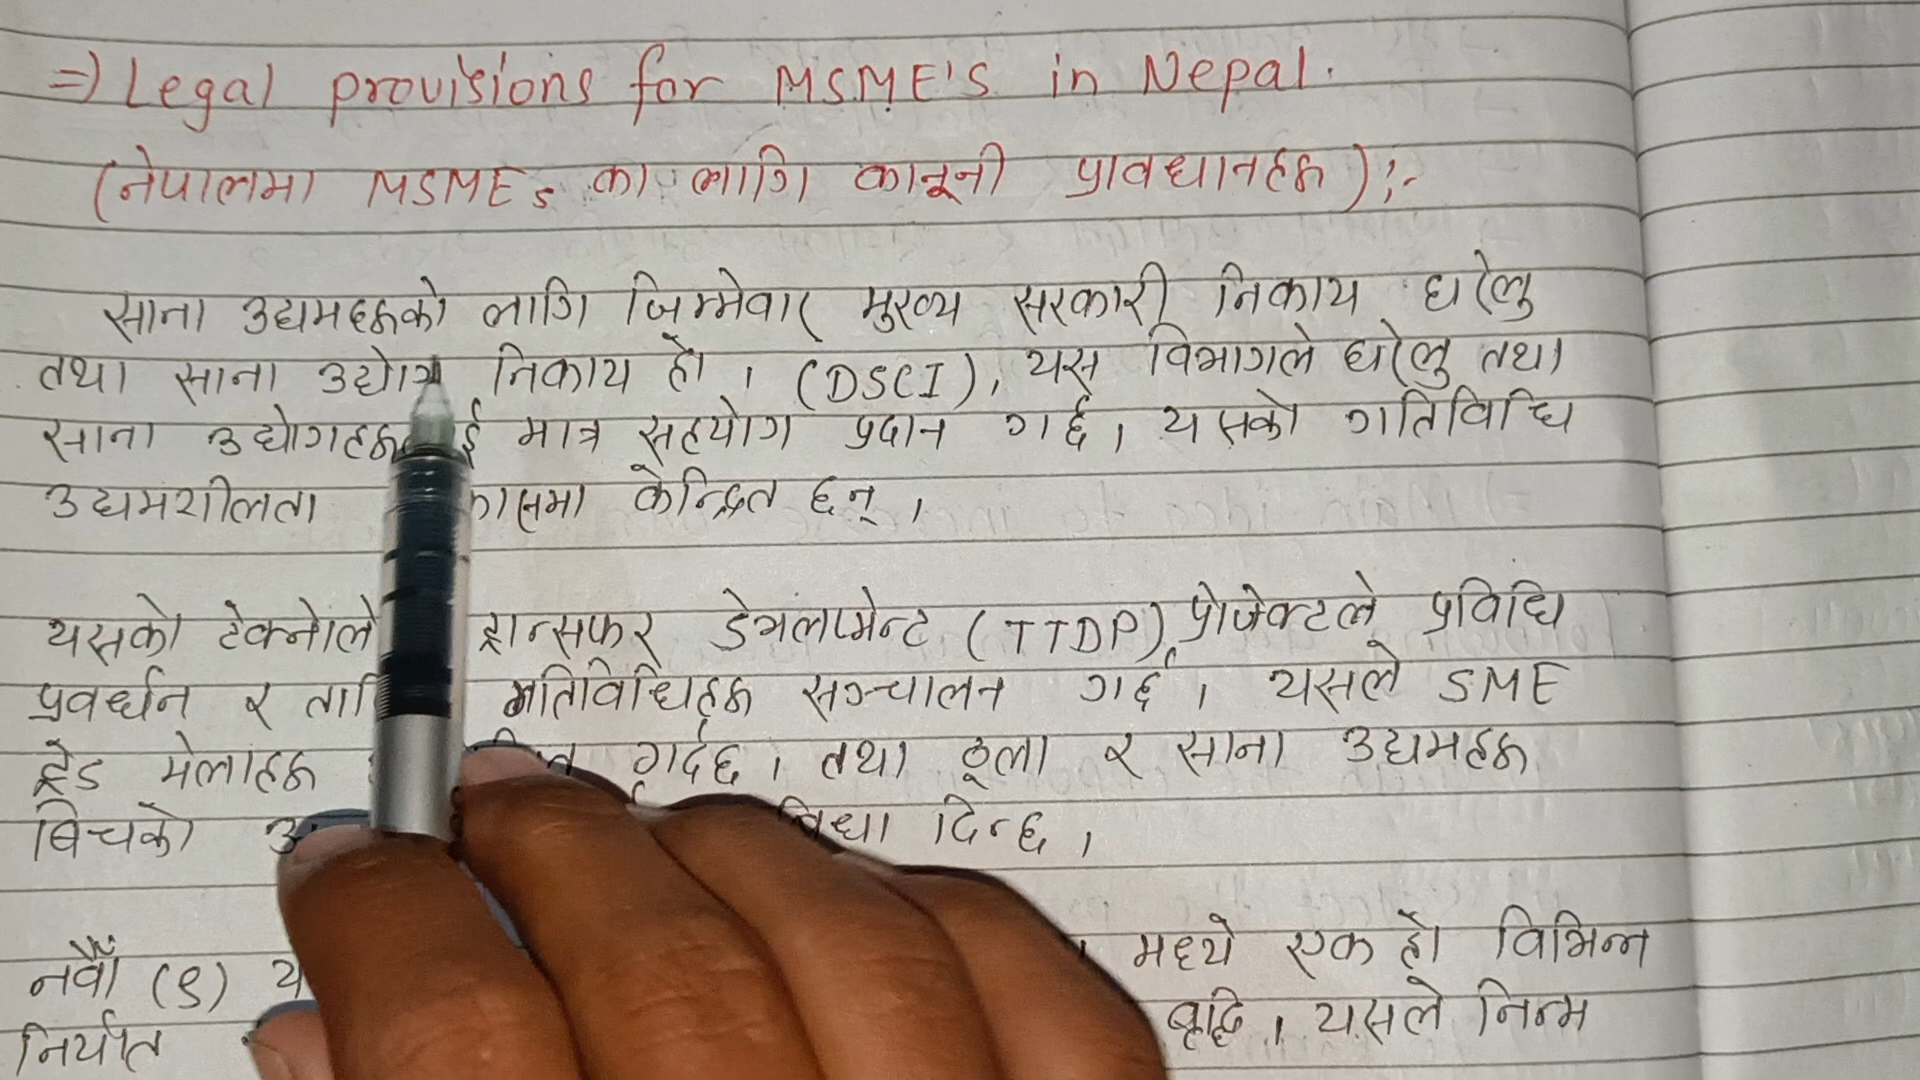 =) Legal provisions for MSME'S in Nepal.
(नेपालमा MSMEs का लागि कानूनी प्रावधानहरू):-
साना उद्यमहरूको लागि जिम्मेवार मुख्य सरकारी निकाय घरेलु
तथा साना उद्योग निकाय हो । (DSCI), यस विभागले घरेलु तथा
साना उद्योगहरू ई मात्र सहयोग प्रदान गर्छ । यसको गतिविधि
उद्यमशीलता कासमा केन्द्रित छन् ।
यसको टेक्नोलो ट्रान्सफर डेभलप्मेन्ट (TTDP) प्रोजेक्टले प्रविधि
प्रवर्धन र तालि गतिविधिहरू सञ्चालन गर्छ । यसले SME
ट्रेड मेलाहरू गर्दछ । तथा ठूला र साना उद्यमहरू
बिचको विधा दिन्छ ।
नवौँ (९) य मध्ये एक हो विभिन्न
निर्यात बृद्धि । यसले निम्न